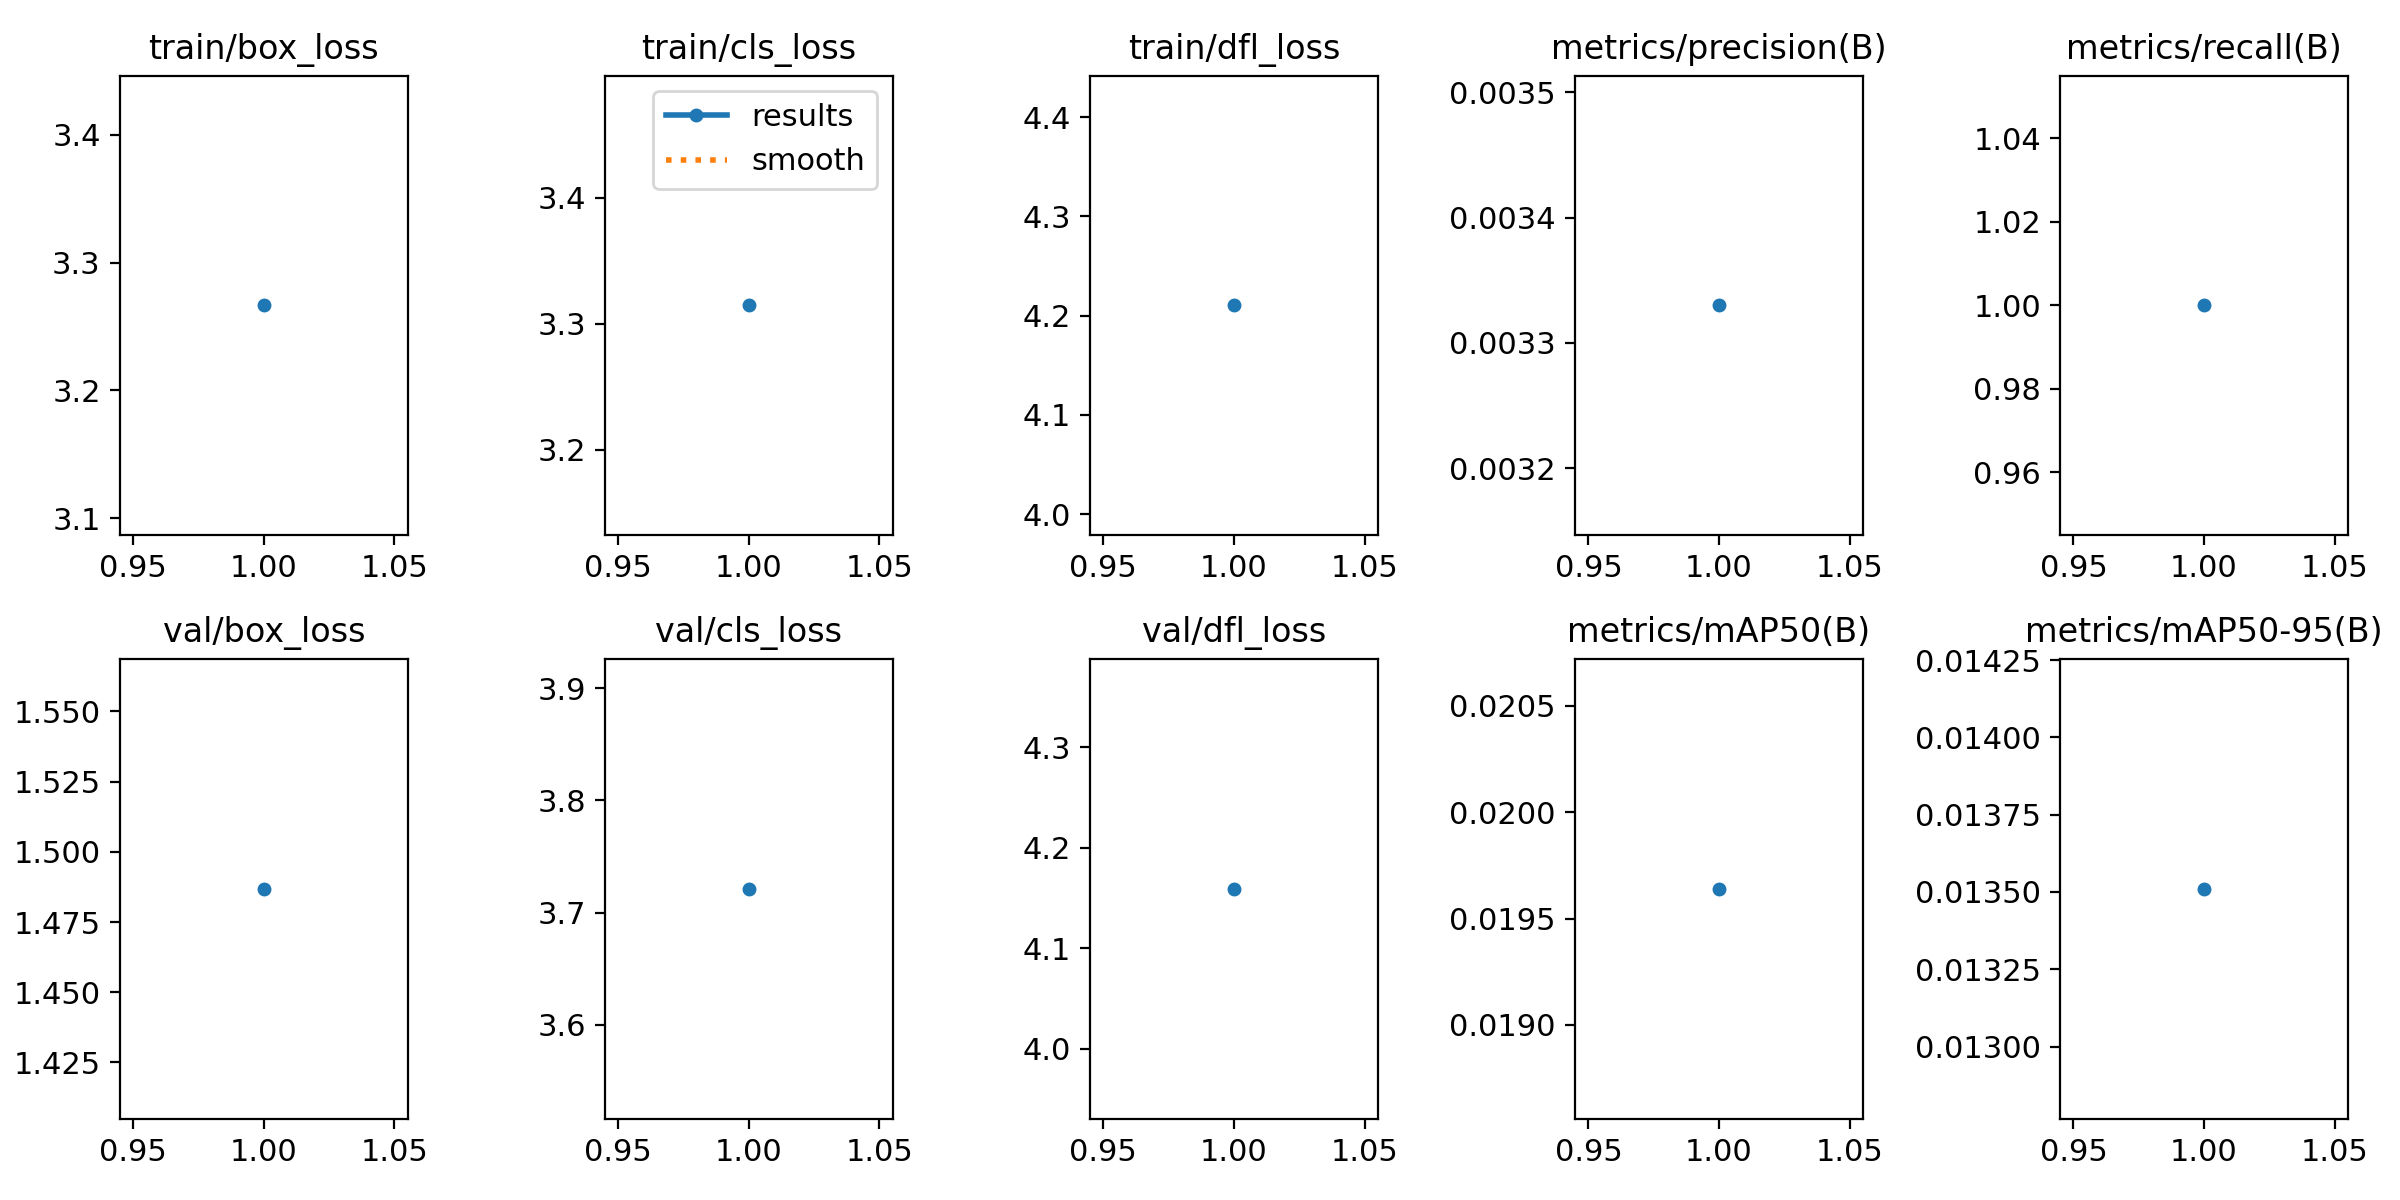 train/box_loss
train/cls_loss
train/dfl_loss
metrics/precision(B)
metrics/recall(B)
3.4
3.3
3.2
3.1
0.95 1.00 1.05
results
smooth
3.4
3.3
3.2
0.95 1.00 1.05
4.4
4.3
4.2
4.1
4.0
0.95 1.00 1.05
0.0035
0.0034
0.0033
0.0032
0.95 1.00 1.05
1.04
1.02
1.00
0.98
0.96
0.95 1.00 1.05
val/box_loss
val/cls_loss
val/dfl_loss
metrics/mAP50(B)
metrics/mAP50-95(B)
1.550
1.525
1.500
1.475
1.450
1.425
0.95 1.00 1.05
3.9
3.8
3.7
3.6
0.95 1.00 1.05
4.3
4.2
4.1
4.0
0.95 1.00 1.05
0.0205
0.0200
0.0195
0.0190
0.95 1.00 1.05
0.01425
0.01400
0.01375
0.01350
0.01325
0.01300
0.95 1.00 1.05